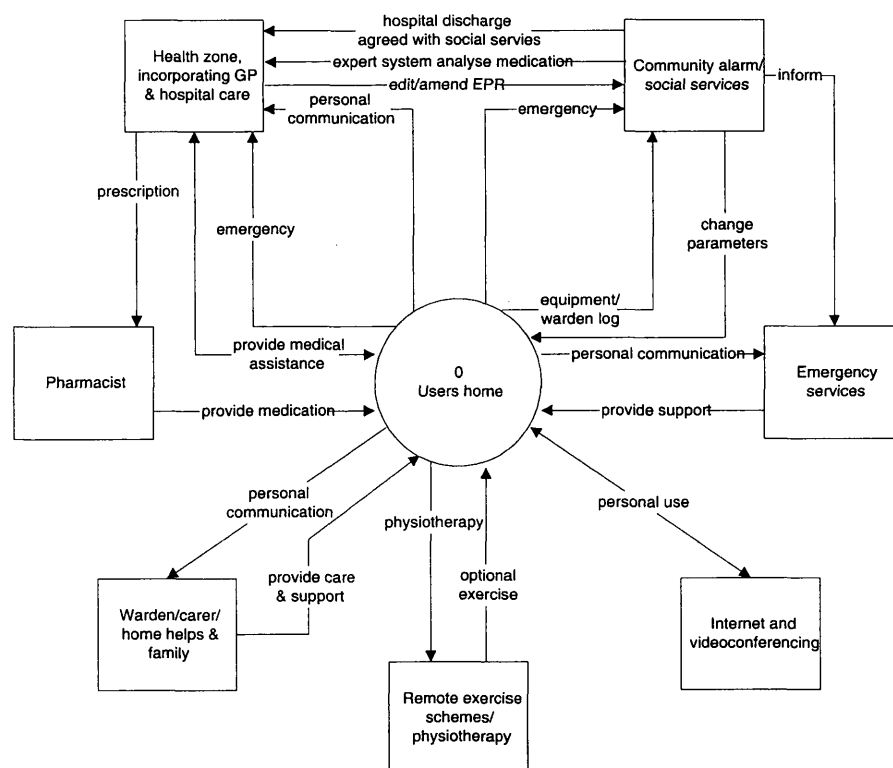 hospital discharge
agreed with social servies
Health zone,
incorporating GP
& hospital care
expert system analyse medication
Community alarm/
social services
inform
edit/amend EPR
personal
communication
emergency
prescription
emergency
change
parameters
equipment/
warden log
provide medical
assistance
personal communication
0
Users home
Pharmacist
Emergency
services
provide medication
provide support
personal
communication
physiotherapy
personal use
provide care
& support
optional
exercise
Warden/carer/
home helps &
family
Internet and
videoconferencing
Remote exercise
schemes/
physiotherapy